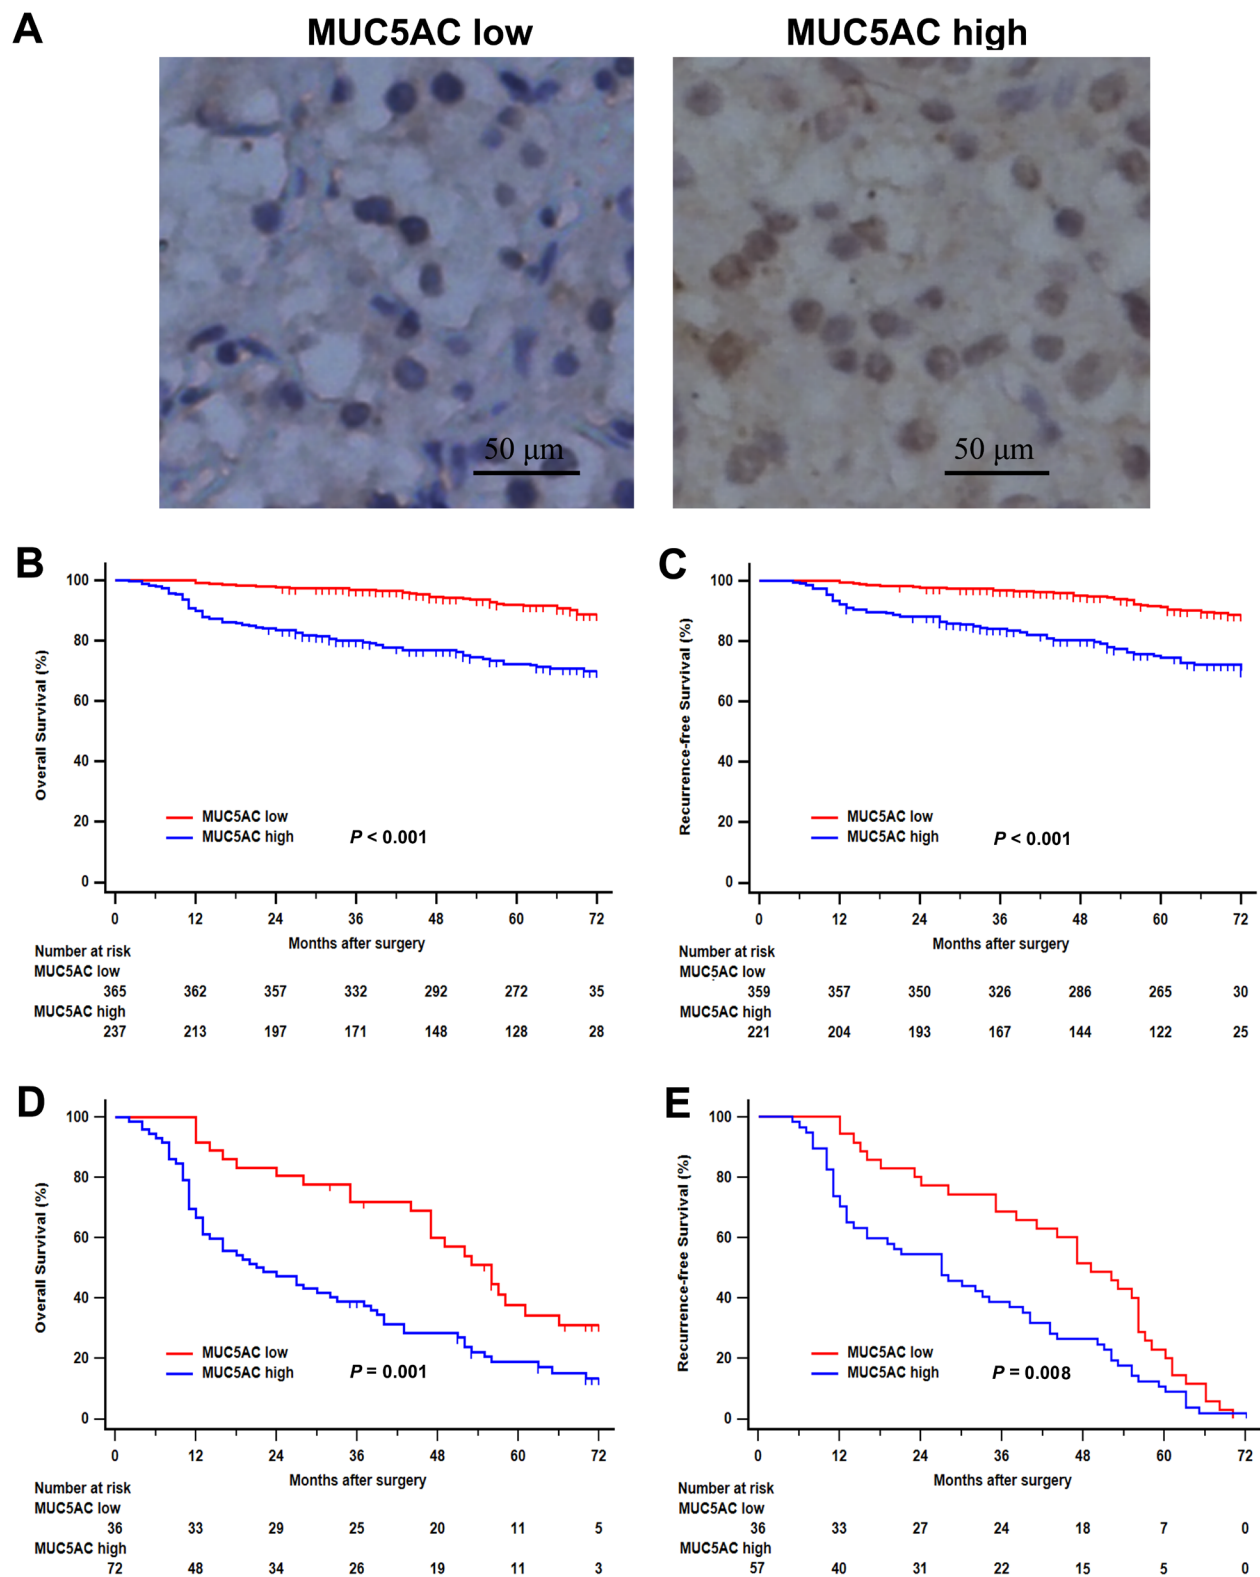 A
MUC5AC low
MUC5AC high
50 μm
50 μm
B
100
80
60
40
20
0
Overall Survival (%)
MUC5AC low
MUC5AC high
P < 0.001
0 12 24 36 48 60 72
Months after surgery
Number at risk
MUC5AC low
365 362 357 332 292 272 35
MUC5AC high
237 213 197 171 148 128 28
C
100
80
60
40
20
0
Recurrence-free Survival (%)
MUC5AC low
MUC5AC high
P < 0.001
0 12 24 36 48 60 72
Months after surgery
Number at risk
MUC5AC low
359 357 350 326 286 265 30
MUC5AC high
221 204 193 167 144 122 25
D
100
80
60
40
20
0
Overall Survival (%)
MUC5AC low
MUC5AC high
P = 0.001
0 12 24 36 48 60 72
Months after surgery
Number at risk
MUC5AC low
36 33 29 25 20 11 5
MUC5AC high
72 48 34 26 19 11 3
E
100
80
60
40
20
0
Recurrence-free Survival (%)
MUC5AC low
MUC5AC high
P = 0.008
0 12 24 36 48 60 72
Months after surgery
Number at risk
MUC5AC low
36 33 27 24 18 7 0
MUC5AC high
57 40 31 22 15 5 0